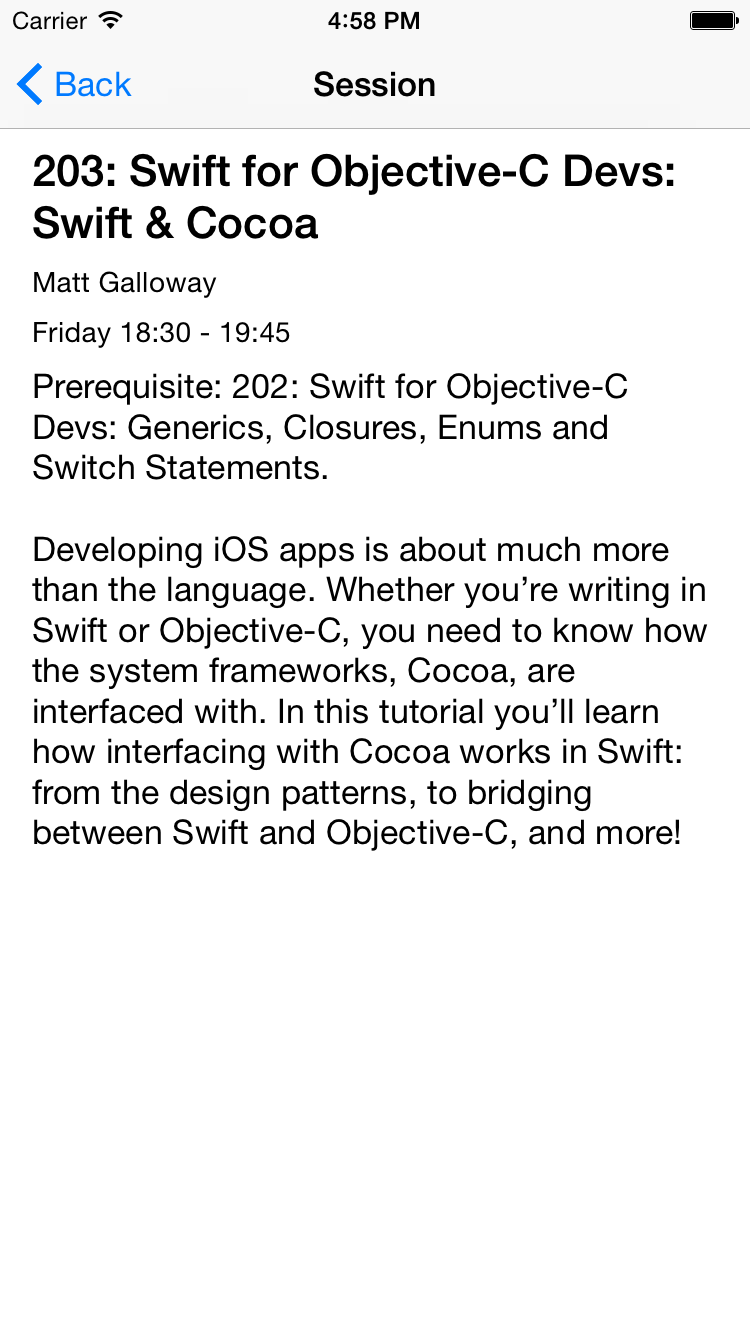 Carrier 4:58 PM
Back Session
203: Swift for Objective-C Devs:
Swift & Cocoa
Matt Galloway
Friday 18:30 - 19:45
Prerequisite: 202: Swift for Objective-C
Devs: Generics, Closures, Enums and
Switch Statements.
Developing iOS apps is about much more
than the language. Whether you’re writing in
Swift or Objective-C, you need to know how
the system frameworks, Cocoa, are
interfaced with. In this tutorial you’ll learn
how interfacing with Cocoa works in Swift:
from the design patterns, to bridging
between Swift and Objective-C, and more!